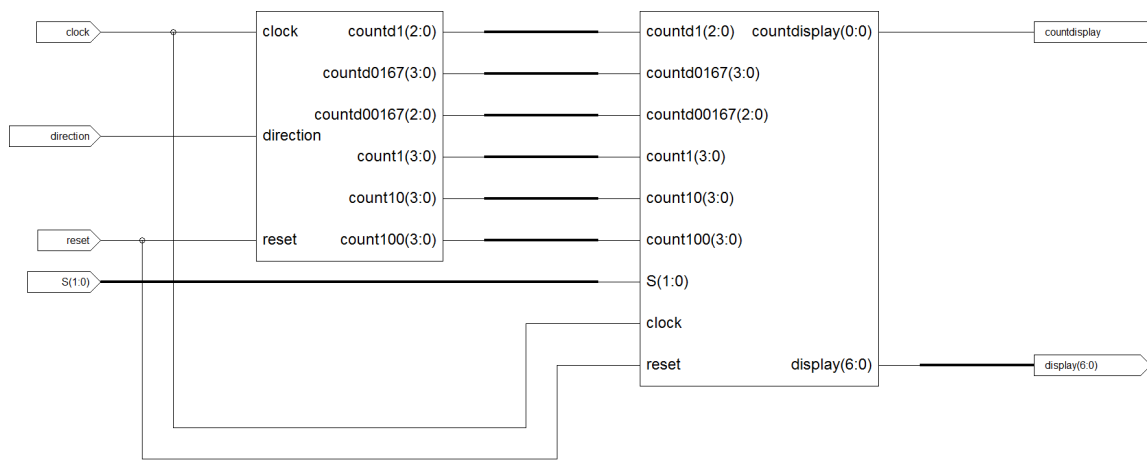 clock
direction
reset
S(1:0)
clock
direction
reset
countd1(2:0)
countd0167(3:0)
countd00167(2:0)
count1(3:0)
count10(3:0)
count100(3:0)
countd1(2:0)
countd0167(3:0)
countd00167(2:0)
count1(3:0)
count10(3:0)
count100(3:0)
S(1:0)
clock
reset
countdisplay(0:0)
display(6:0)
countdisplay
display(6:0)